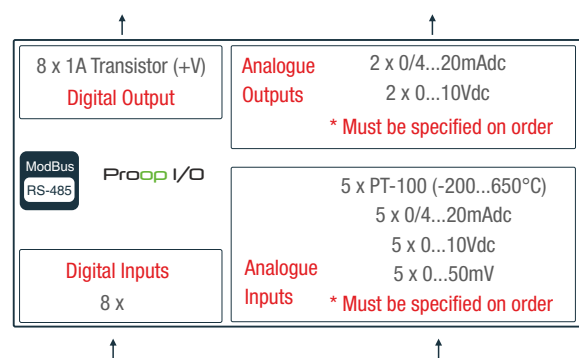 8 x 1A Transistor (+V)
Digital Output
Analogue
Outputs
2 x 0/4...20mAdc
2 x 0...10Vdc
* Must be specified on order
ModBus
RS-485
Proop I/O
Digital Inputs
8 x
Analogue
Inputs
5 x PT-100 (-200...650°C)
5 x 0/4...20mAdc
5 x 0...10Vdc
5 x 0...50mV
* Must be specified on order